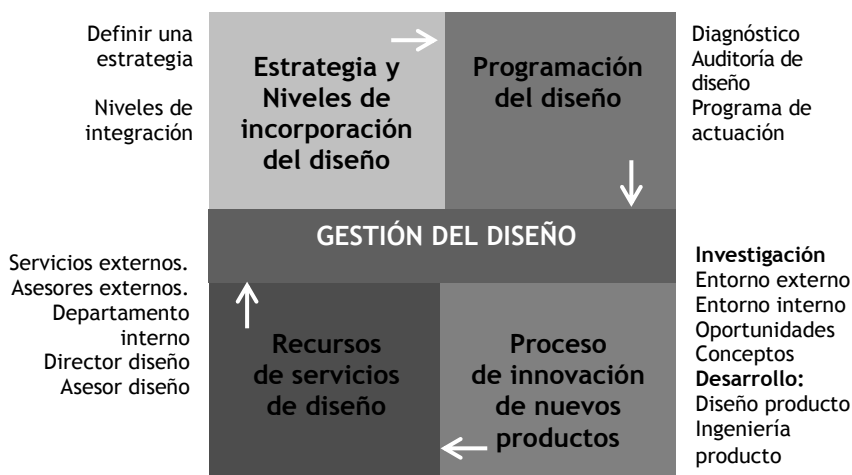 Definir una
estrategia
Niveles de
integración
Estrategia y
Niveles de
incorporación
del diseño
Programación
del diseño
Diagnóstico
Auditoría de
diseño
Programa de
actuación
GESTIÓN DEL DISEÑO
Servicios externos.
Asesores externos.
Departamento
interno
Director diseño
Asesor diseño
Recursos
de servicios
de diseño
Proceso
de innovación
de nuevos
productos
Investigación
Entorno externo
Entorno interno
Oportunidades
Conceptos
Desarrollo:
Diseño producto
Ingeniería
producto